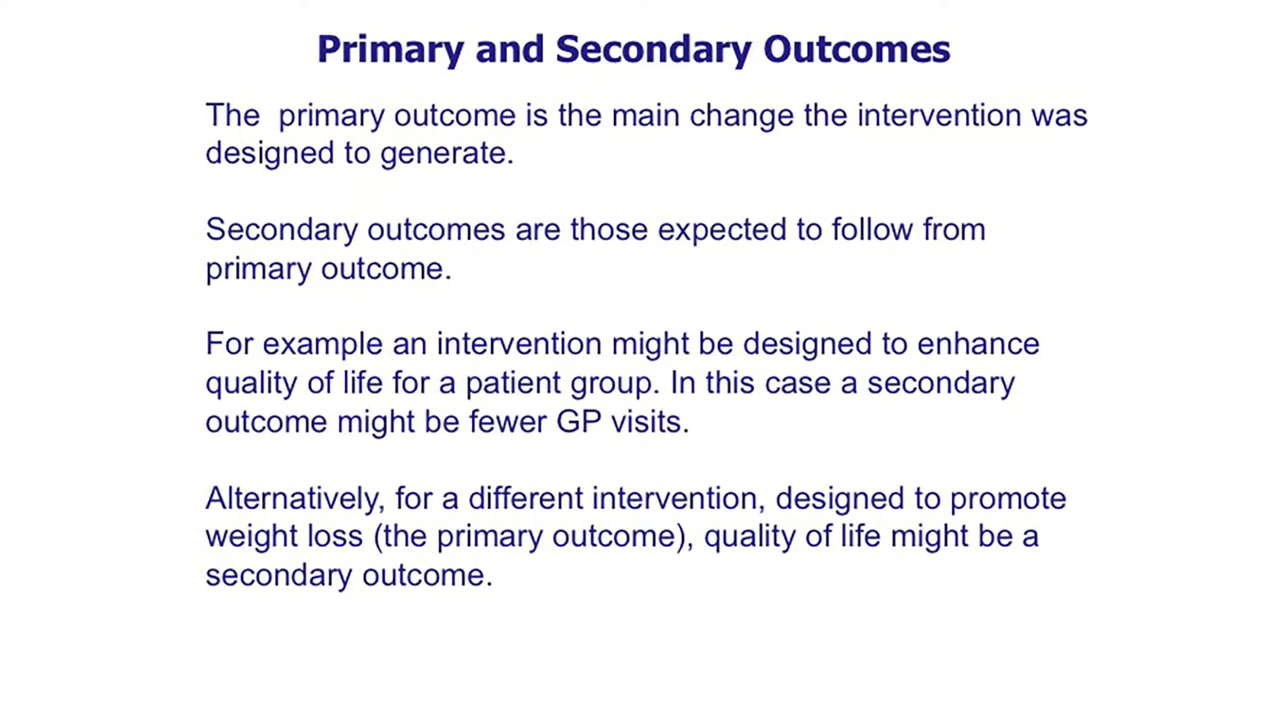 Primary and Secondary Outcomes
The  primary outcome is the main change the intervention was
designed to generate.
Secondary outcomes are those expected to follow from
primary outcome.
For example an intervention might be designed to enhance
quality of life for a patient group. In this case a secondary
outcome might be fewer GP visits.
Alternatively, for a different intervention, designed to promote
weight loss (the primary outcome), quality of life might be a
secondary outcome.